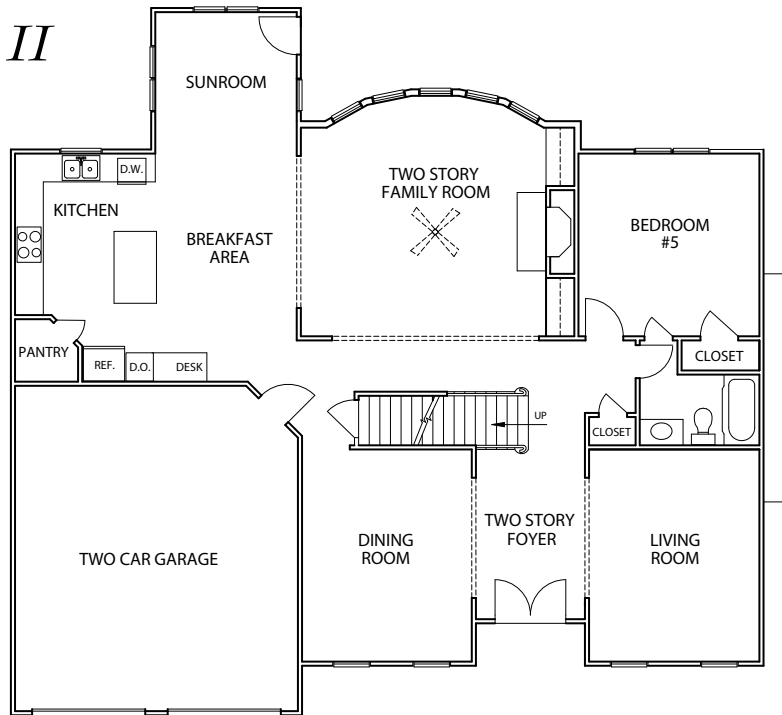 II
SUNROOM
D.W.
KITCHEN
BREAKFAST
AREA
TWO STORY
FAMILY ROOM
BEDROOM
#5
PANTRY
REF.
D.O.
DESK
CLOSET
CLOSET
UP
TWO CAR GARAGE
DINING
ROOM
TWO STORY
FOYER
LIVING
ROOM